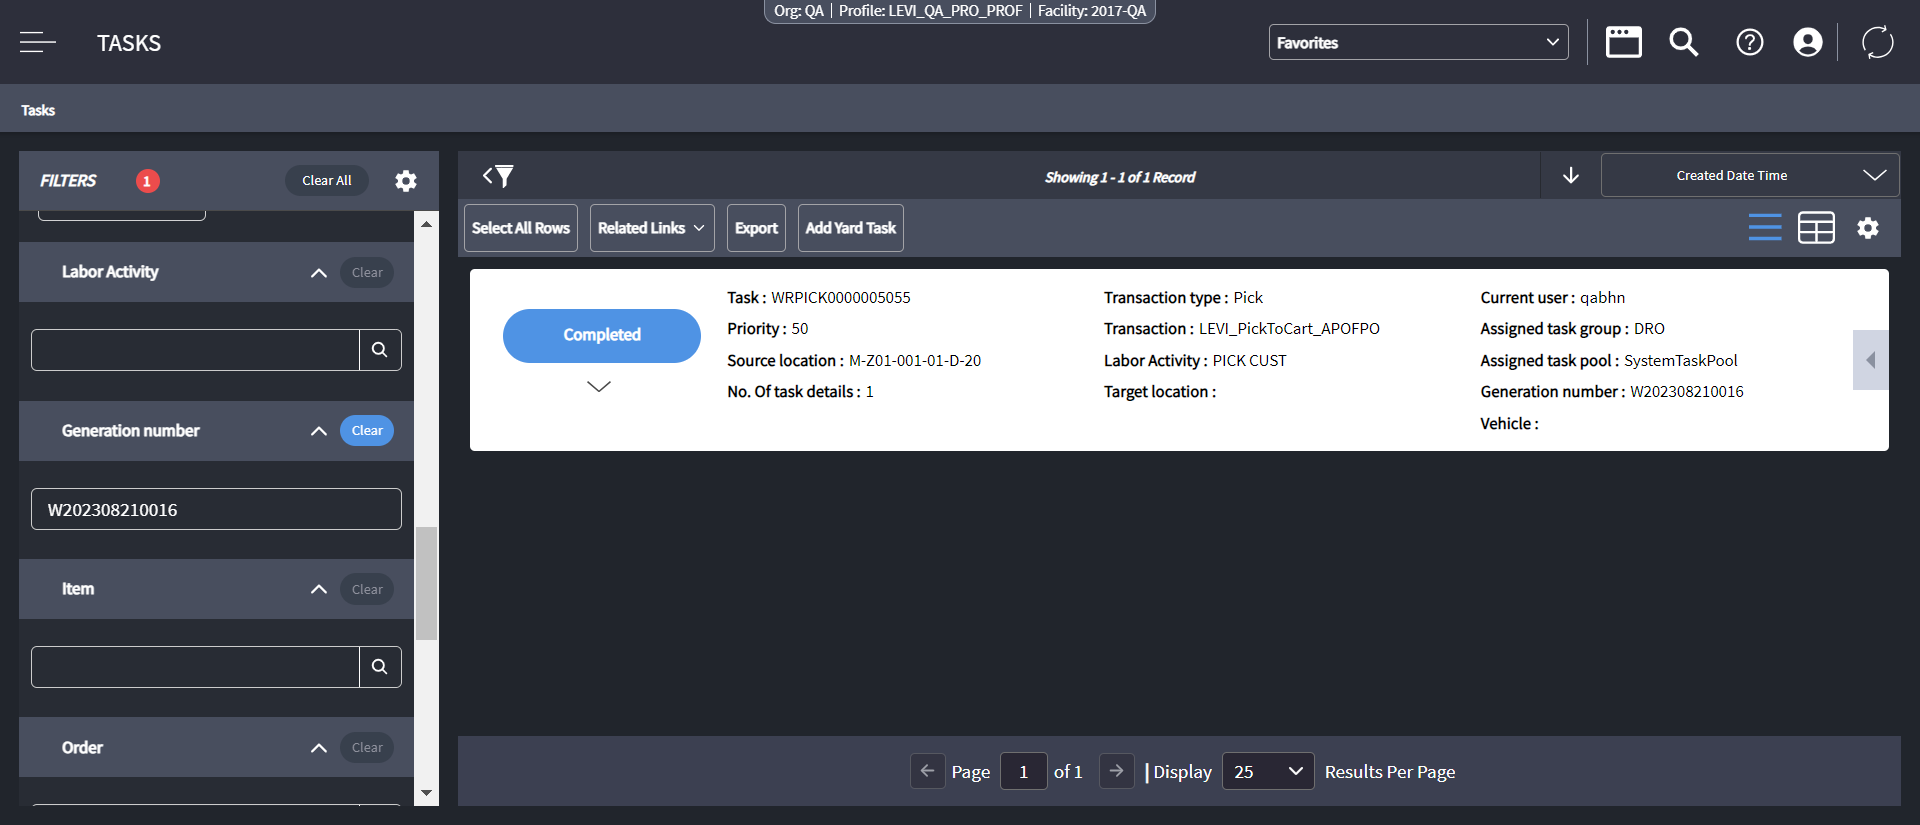 Org: QA | Profile: LEVI_QA_PRO_PROF | Facility: 2017-QA
TASKS
Favorites
Tasks
FILTERS 1 Clear All
Labor Activity Clear
Generation number Clear
W202308210016
Item Clear
Order Clear
Showing 1 - 1 of 1 Record
Created Date Time
Select All Rows Related Links Export Add Yard Task
Completed
Task : WRPICK0000005055
Priority : 50
Source location : M-Z01-001-01-D-20
No. Of task details : 1
Transaction type : Pick
Transaction : LEVI_PickToCart_APOFPO
Labor Activity : PICK CUST
Target location :
Current user : qabhn
Assigned task group : DRO
Assigned task pool : SystemTaskPool
Generation number : W202308210016
Vehicle :
Page 1 of 1 | Display 25 Results Per Page